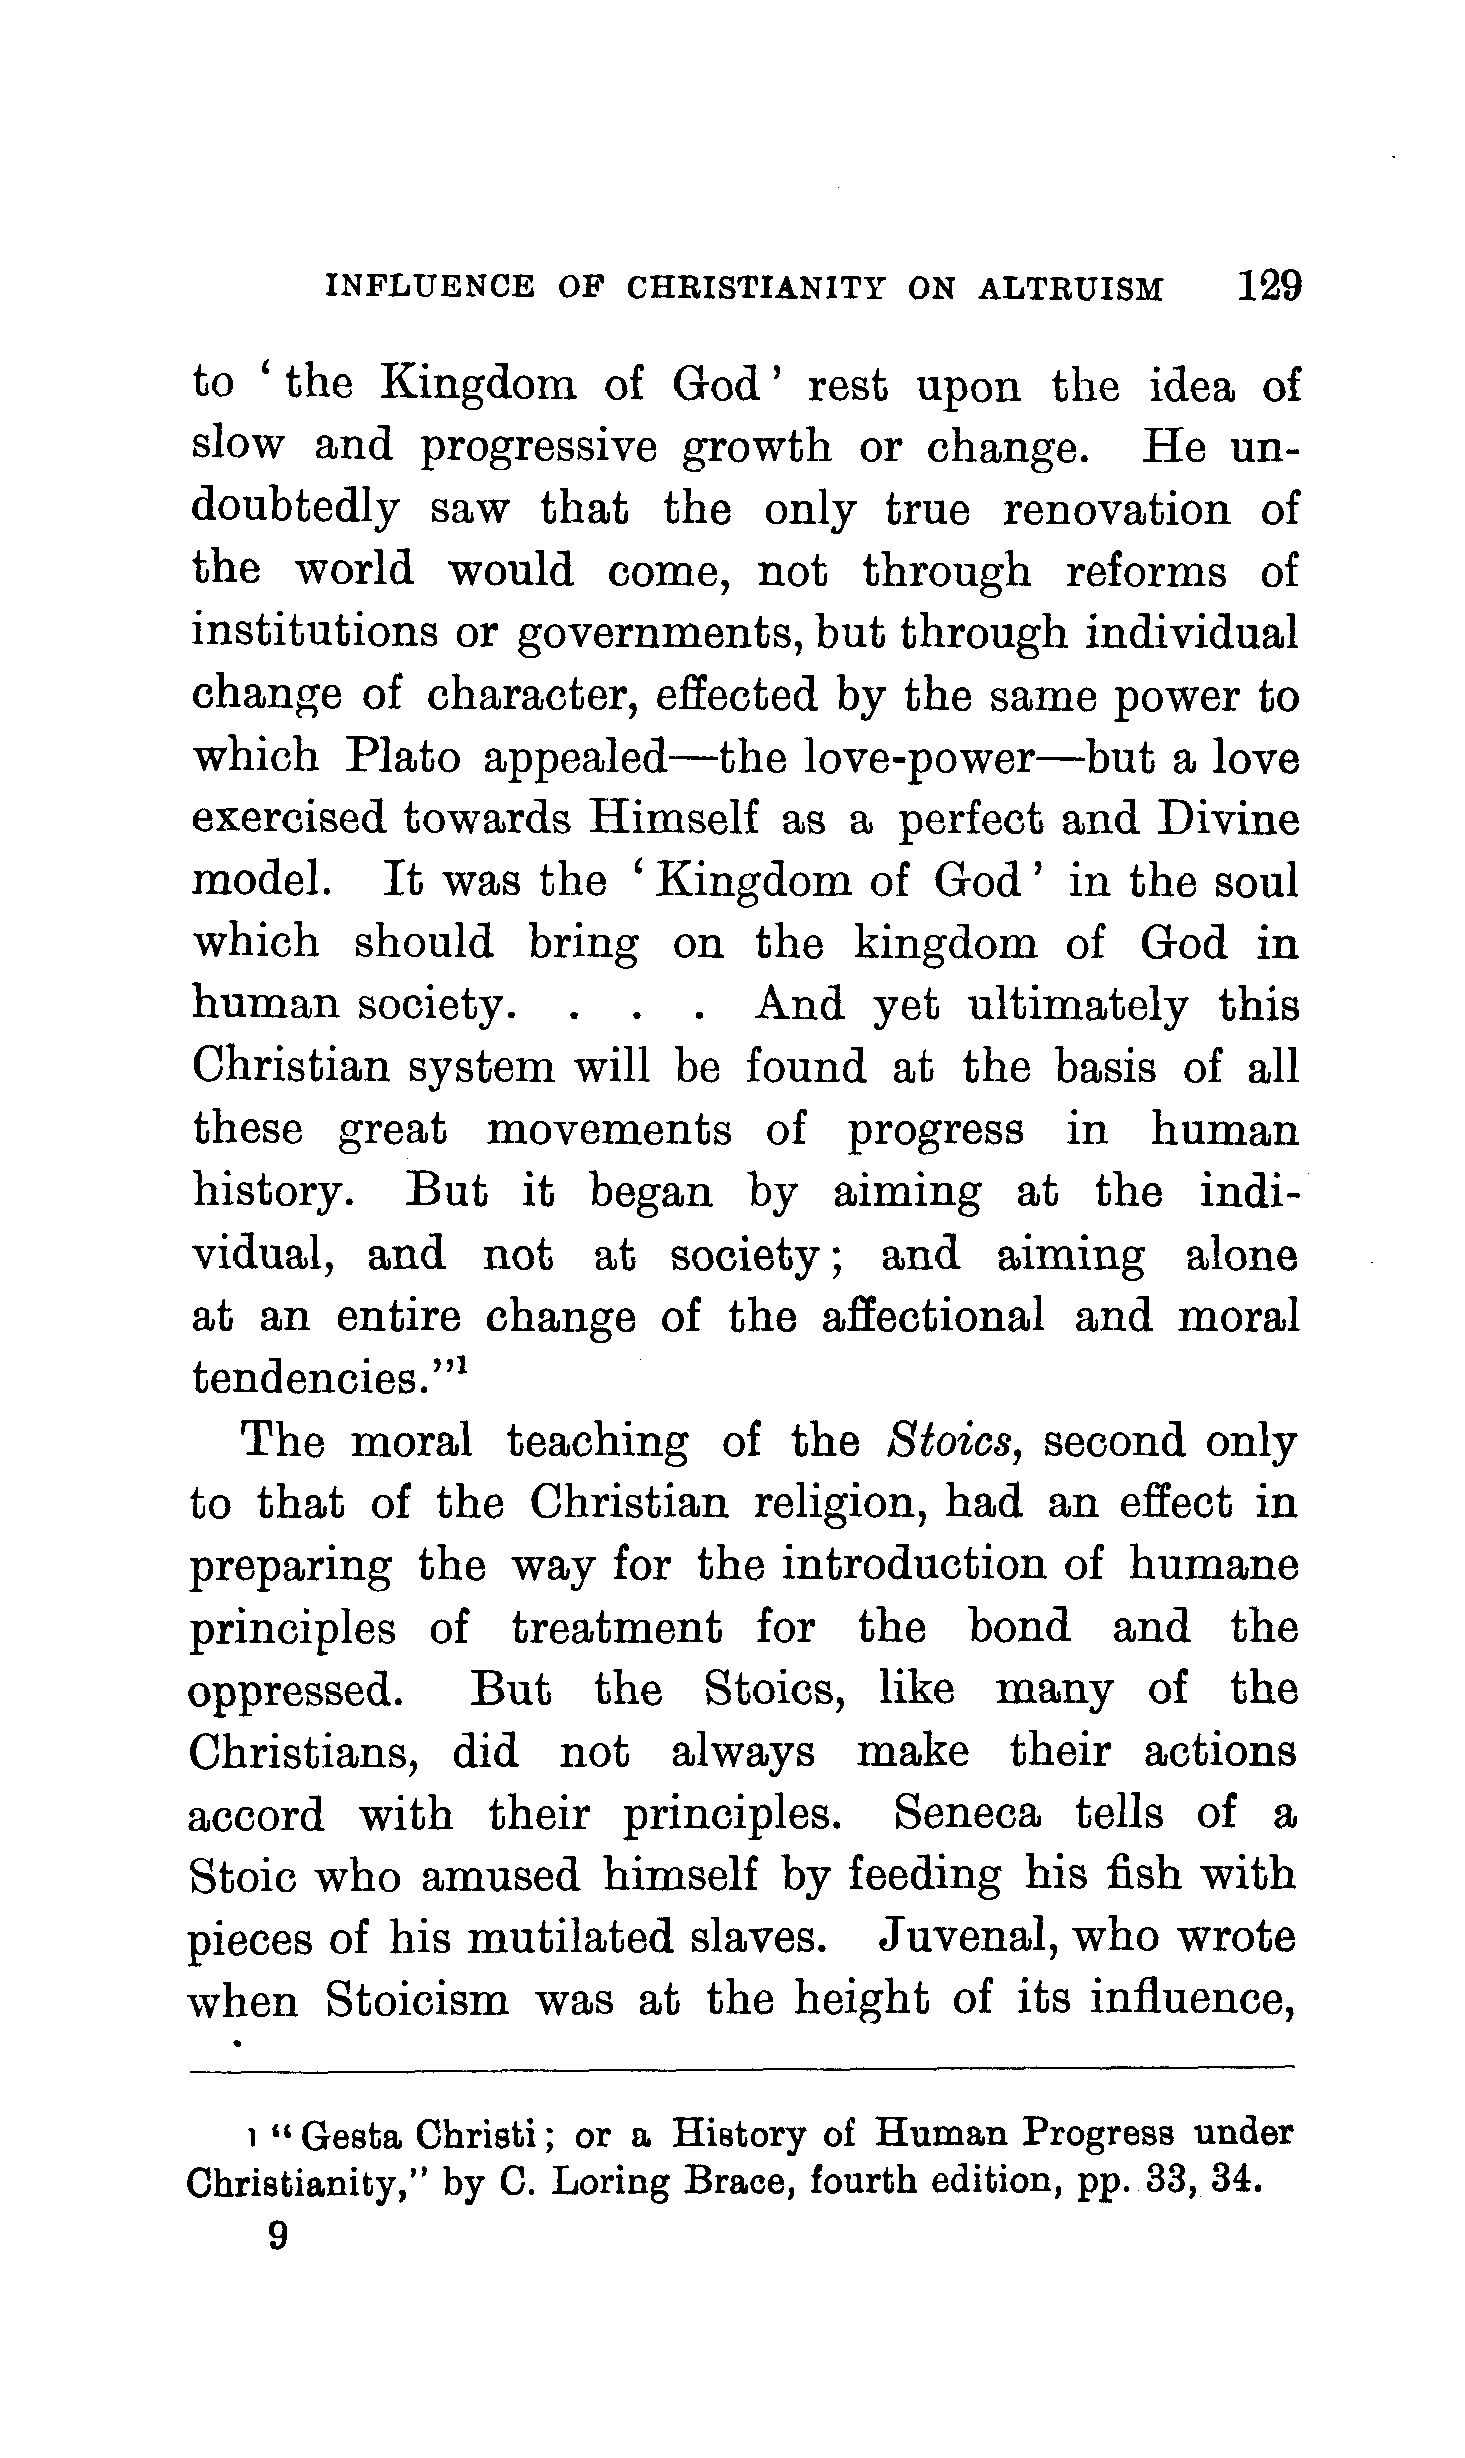 INFLUENCE OF CHRISTIANITY ON ALTRUISM 129
to ‘the Kingdom of God’ rest upon the idea of
slow and progressive growth or change. He un-
doubtedly saw that the only true renovation of
the world would come, not through reforms of
institutions or governments, but through individual
change of character, effected by the same power to
which Plato appealed—the love-power—but a love
exercised towards Himself as a perfect and Divine
model. It was the ‘Kingdom of God’ in the soul
which should bring on the kingdom of God in
human society. . . . And yet ultimately this
Christian system will be found at the basis of all
these great movements of progress in human
history. But it began by aiming at the indi-
vidual, and not at society; and aiming alone
at an entire change of the affectional and moral
tendencies.”¹
The moral teaching of the Stoics, second only
to that of the Christian religion, had an effect in
preparing the way for the introduction of humane
principles of treatment for the bond and the
oppressed. But the Stoics, like many of the
Christians, did not always make their actions
accord with their principles. Seneca tells of a
Stoic who amused himself by feeding his fish with
pieces of his mutilated slaves. Juvenal, who wrote
when Stoicism was at the height of its influence,
¹ “Gesta Christi; or a History of Human Progress under
Christianity,” by C. Loring Brace, fourth edition, pp. 33, 34.
9